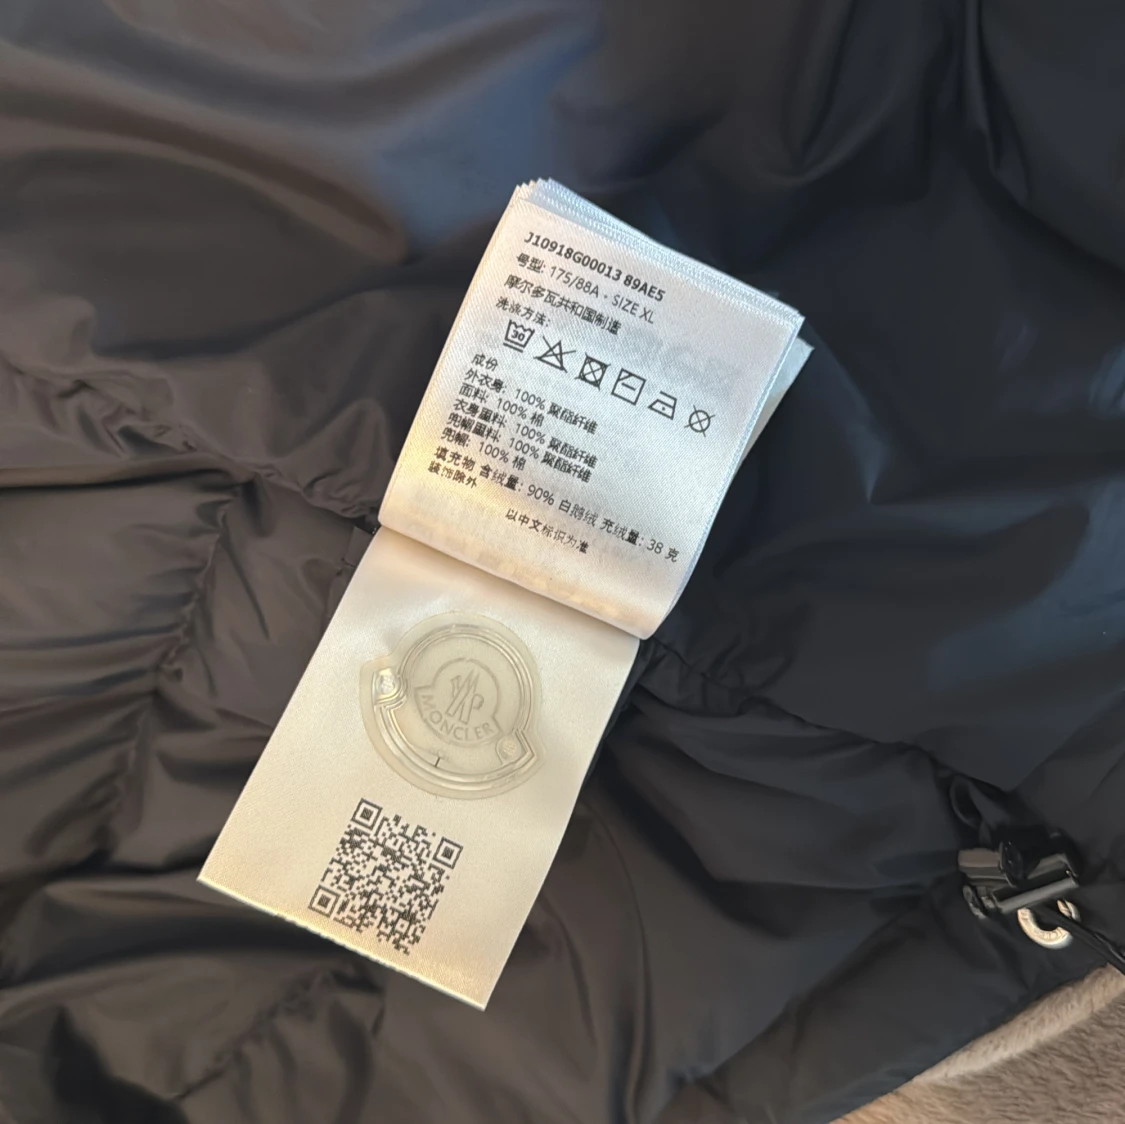 J10918G00013 89AE5
号型: 175/88A - SIZE XL
摩尔多瓦共和国制造
洗涤方法:
30
成份
外衣身: 100% 聚酯纤维
面料: 100% 棉
衣身里料: 100% 聚酯纤维
兜帽里料: 100% 聚酯纤维
兜帽: 100% 棉
填充物 含绒量: 90% 白鹅绒 充绒量: 38 克
装饰除外
以中文标识为准
MONCLER